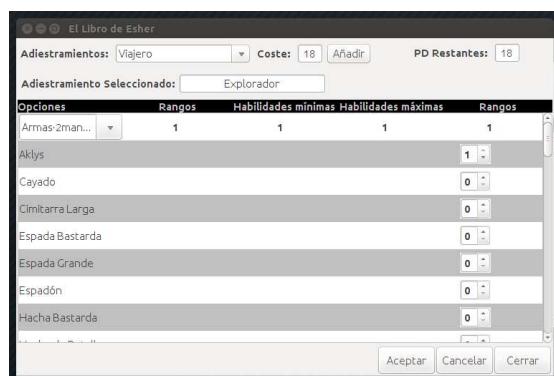 El Libro de Esher
Adiestramientos: Viajero Coste: 18 Añadir PD Restantes: 18
Adiestramiento Seleccionado: Explorador
Opciones Rangos Habilidades mínimas Habilidades máximas Rangos
Armas·2man... 1 1 1 1
Aklys 1
Cayado 0
Cimitarra Larga 0
Espada Bastarda 0
Espada Grande 0
Espadón 0
Hacha Bastarda 0
Aceptar Cancelar Cerrar